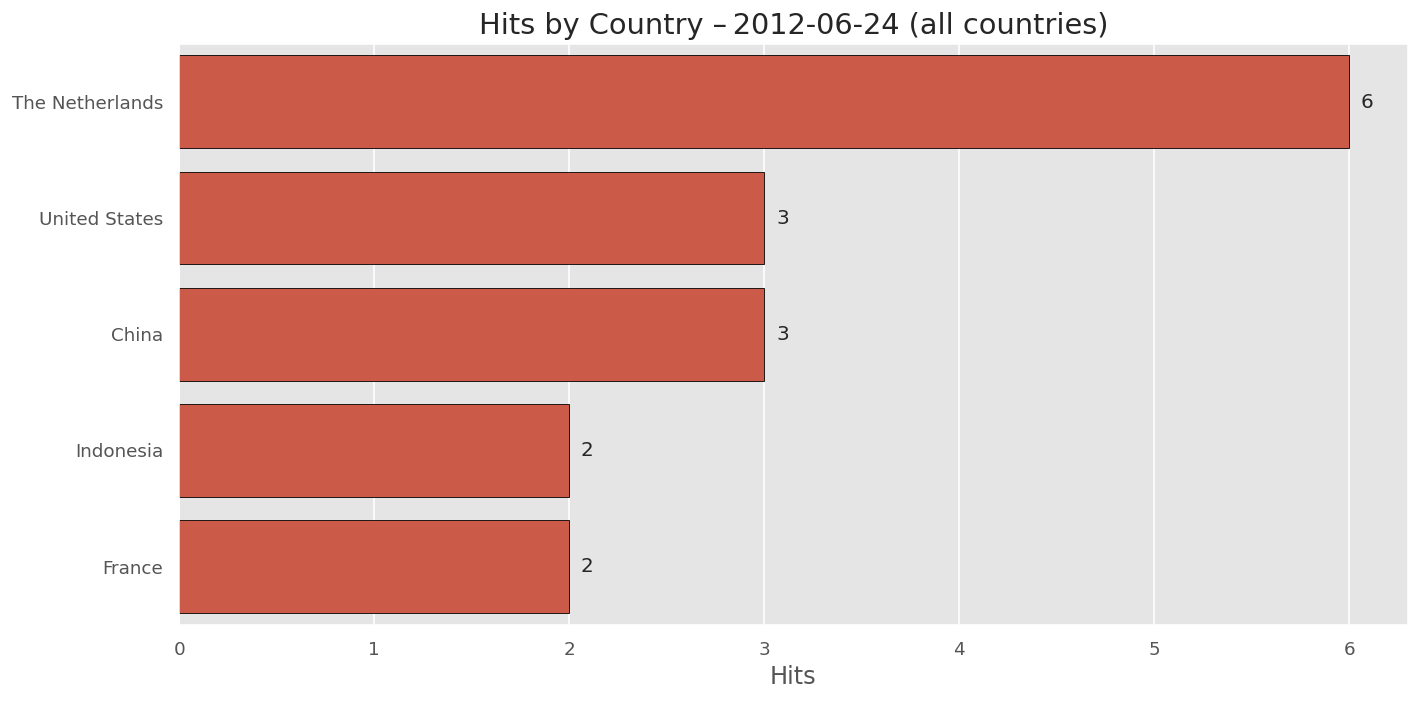 Hits by Country – 2012-06-24 (all countries)
The Netherlands 6
United States 3
China 3
Indonesia 2
France 2
0 1 2 3 4 5 6
Hits